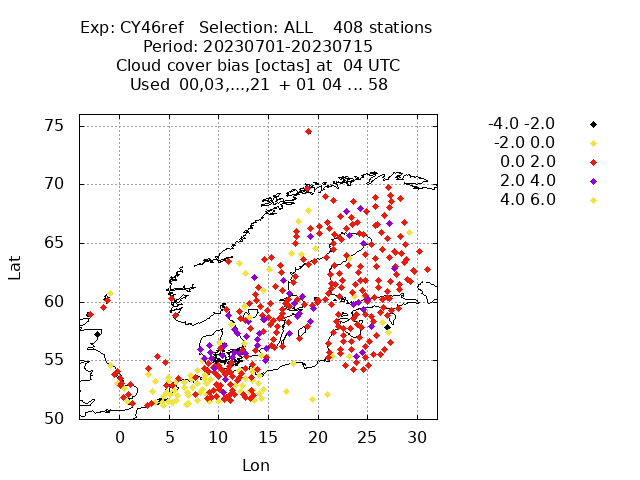 Exp: CY46ref   Selection: ALL    408 stations
Period: 20230701-20230715
Cloud cover bias [octas] at  04 UTC
Used  00,03,...,21  + 01 04 ... 58
-4.0 -2.0
-2.0 0.0
0.0 2.0
2.0 4.0
4.0 6.0
75
70
65
60
55
50
Lat
0 5 10 15 20 25 30
Lon